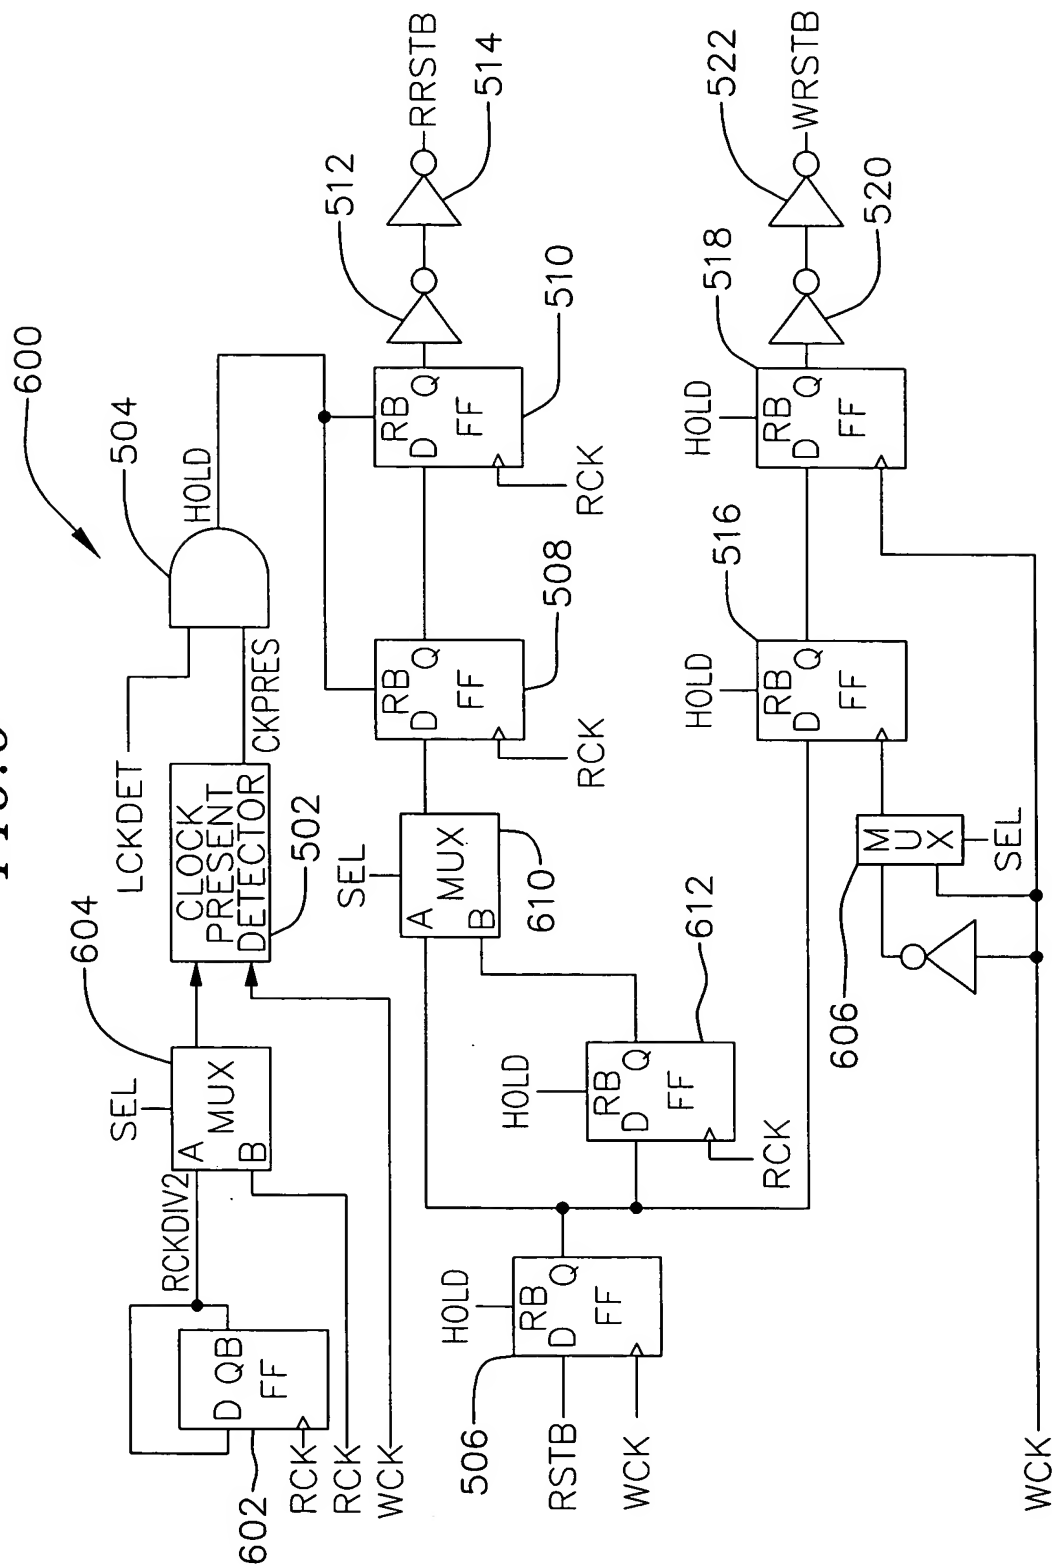 600
604
504
SEL
LCKDET
HOLD
RCKDIV2
A
MUX
B
CLOCK
PRESENT
DETECTOR
CKPRES
502
D QB
FF
602
RCK
RCK
WCK
512
RRSTB
514
SEL
A
MUX
B
610
RB
D Q
FF
508
RCK
RB
D Q
FF
510
RCK
HOLD
RB
D Q
FF
506
RSTB
WCK
HOLD
RB
D Q
FF
612
RCK
HOLD
RB
D Q
FF
516
HOLD
RB
D Q
FF
518
522
WRSTB
520
606
MUX
SEL
WCK